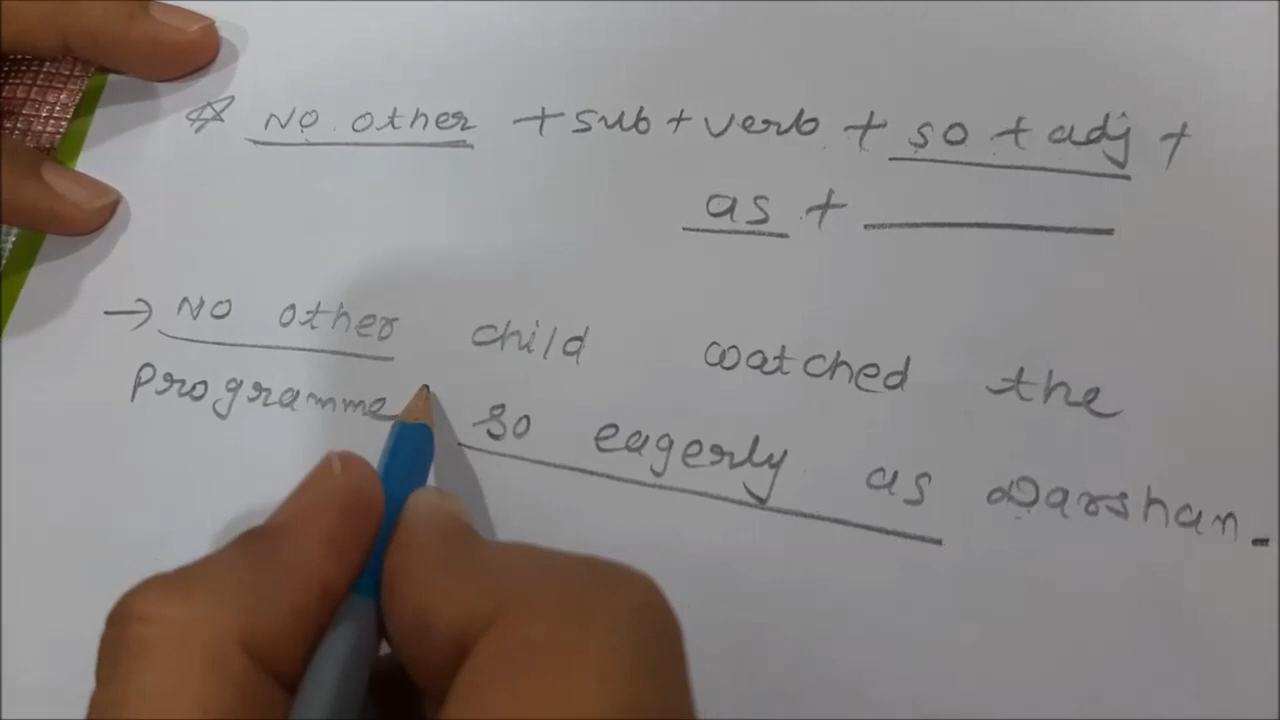 ☆ No other + sub + verb + so + adj +
as + ______
→ No other child watched the
Programme so eagerly as Darshan.